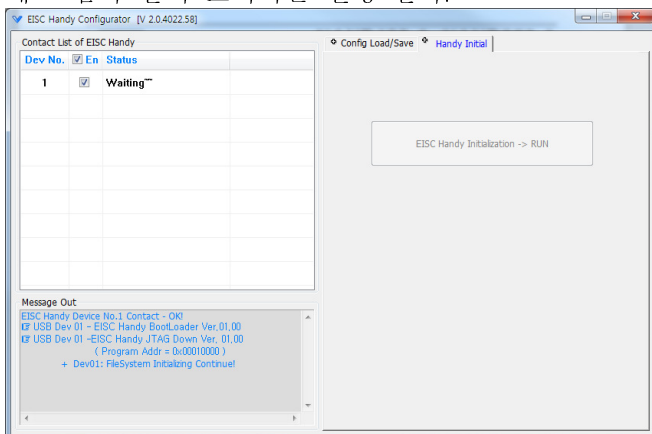 EISC Handy Configurator [V 2.0.4022.58]
Contact List of EISC Handy
Dev No. En Status
1 Waiting~~
Config Load/Save Handy Initial
EISC Handy Initialization -> RUN
Message Out
EISC Handy Device No.1 Contact - OK!
☞ USB Dev 01 - EISC Handy BootLoader Ver,01,00
☞ USB Dev 01 -EISC Handy JTAG Down Ver, 01,00
( Program Addr = 0x00010000 )
+ Dev01: FileSystem Initializing Continue!